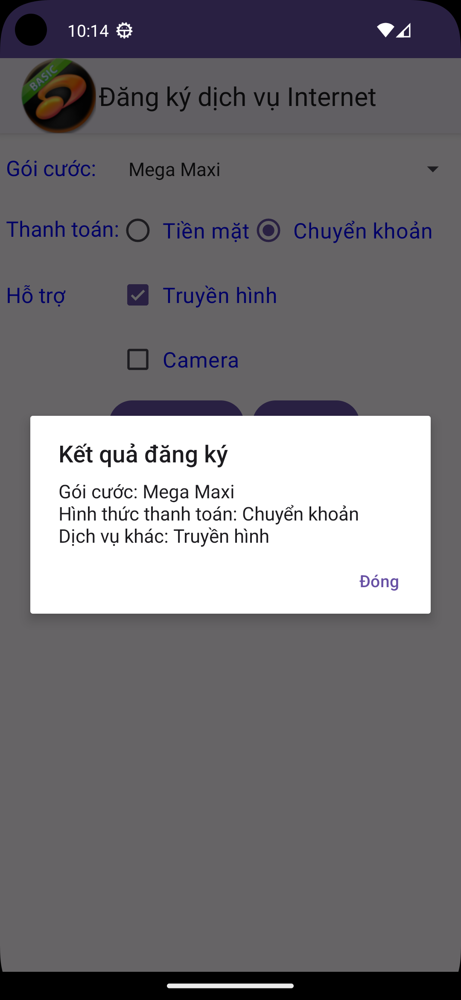 10:14
BASIC
Đăng ký dịch vụ Internet
Gói cước: Mega Maxi
Thanh toán: Tiền mặt Chuyển khoản
Hỗ trợ Truyền hình
Camera
Kết quả đăng ký
Gói cước: Mega Maxi
Hình thức thanh toán: Chuyển khoản
Dịch vụ khác: Truyền hình
Đóng